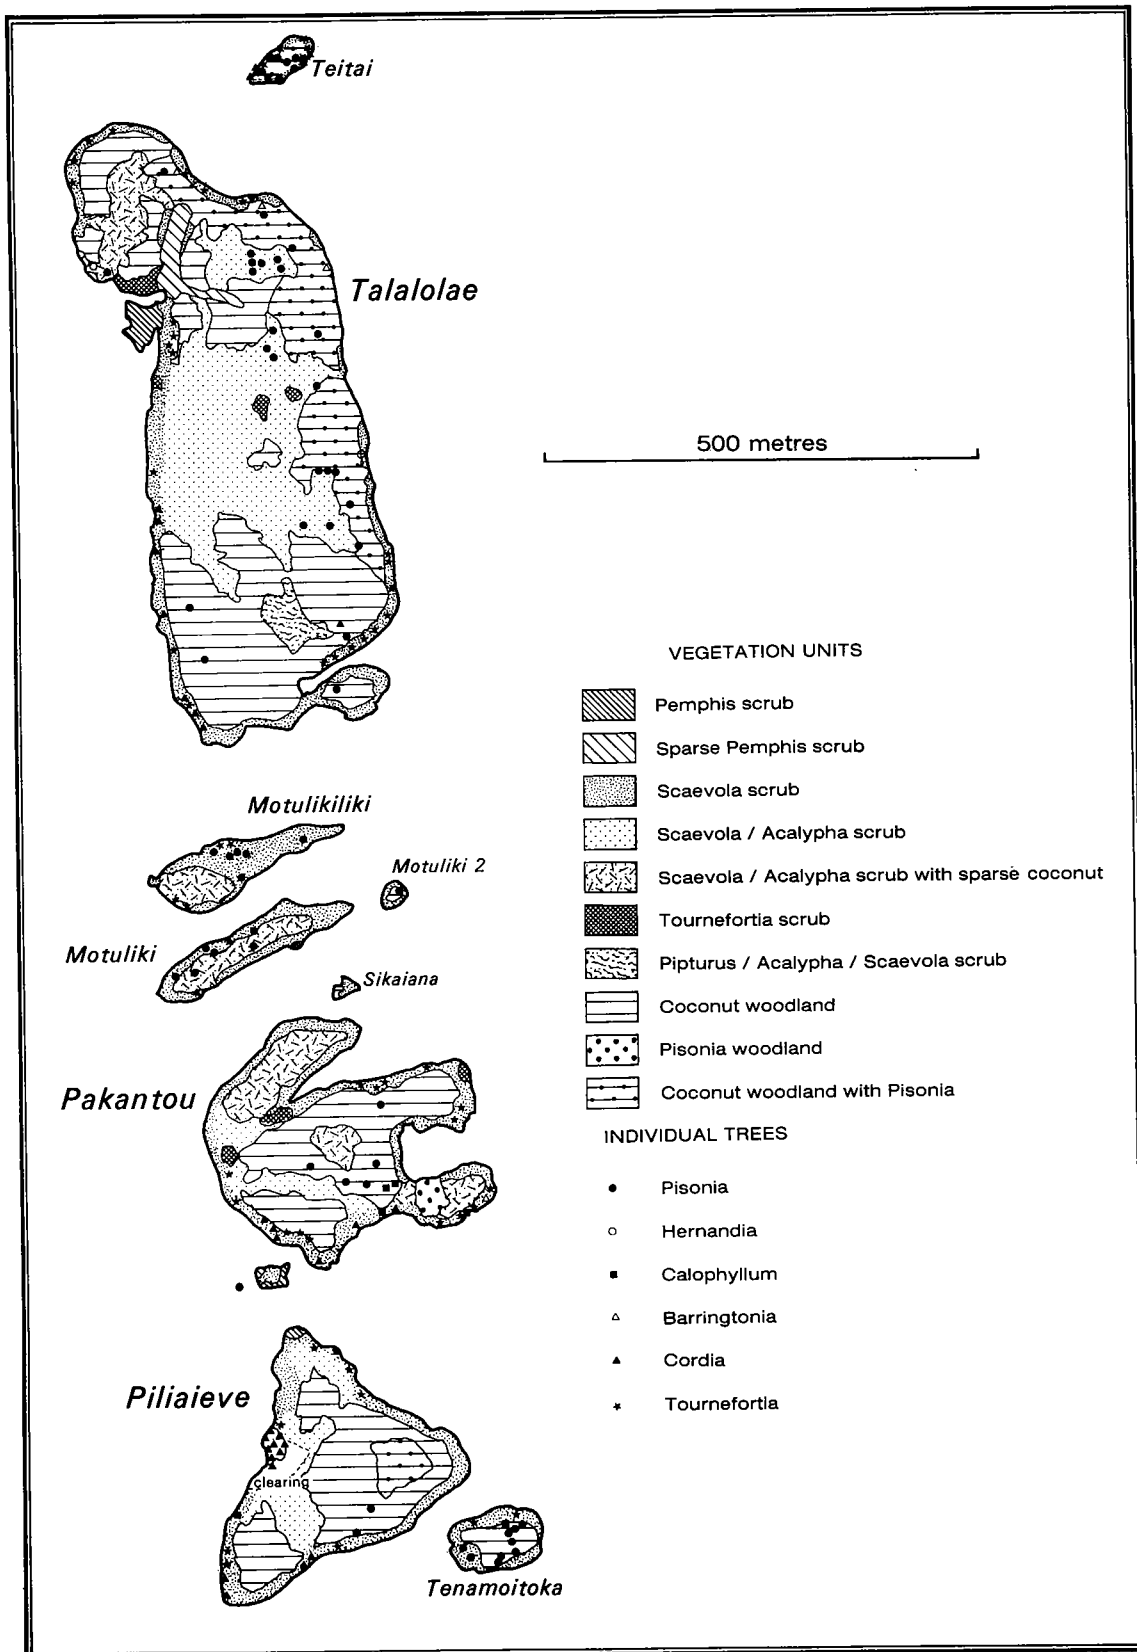 Teitai
Talalolae
500 metres
VEGETATION UNITS
Pemphis scrub
Sparse Pemphis scrub
Scaevola scrub
Scaevola / Acalypha scrub
Scaevola / Acalypha scrub with sparse coconut
Tournefortia scrub
Pipturus / Acalypha / Scaevola scrub
Coconut woodland
Pisonia woodland
Coconut woodland with Pisonia
INDIVIDUAL TREES
Pisonia
Hernandia
Calophyllum
Barringtonia
Cordia
Tournefortia
Motulikiliki
Motuliki 2
Motuliki
Sikaiana
Pakantou
Piliaieve
clearing
Tenamoitoka